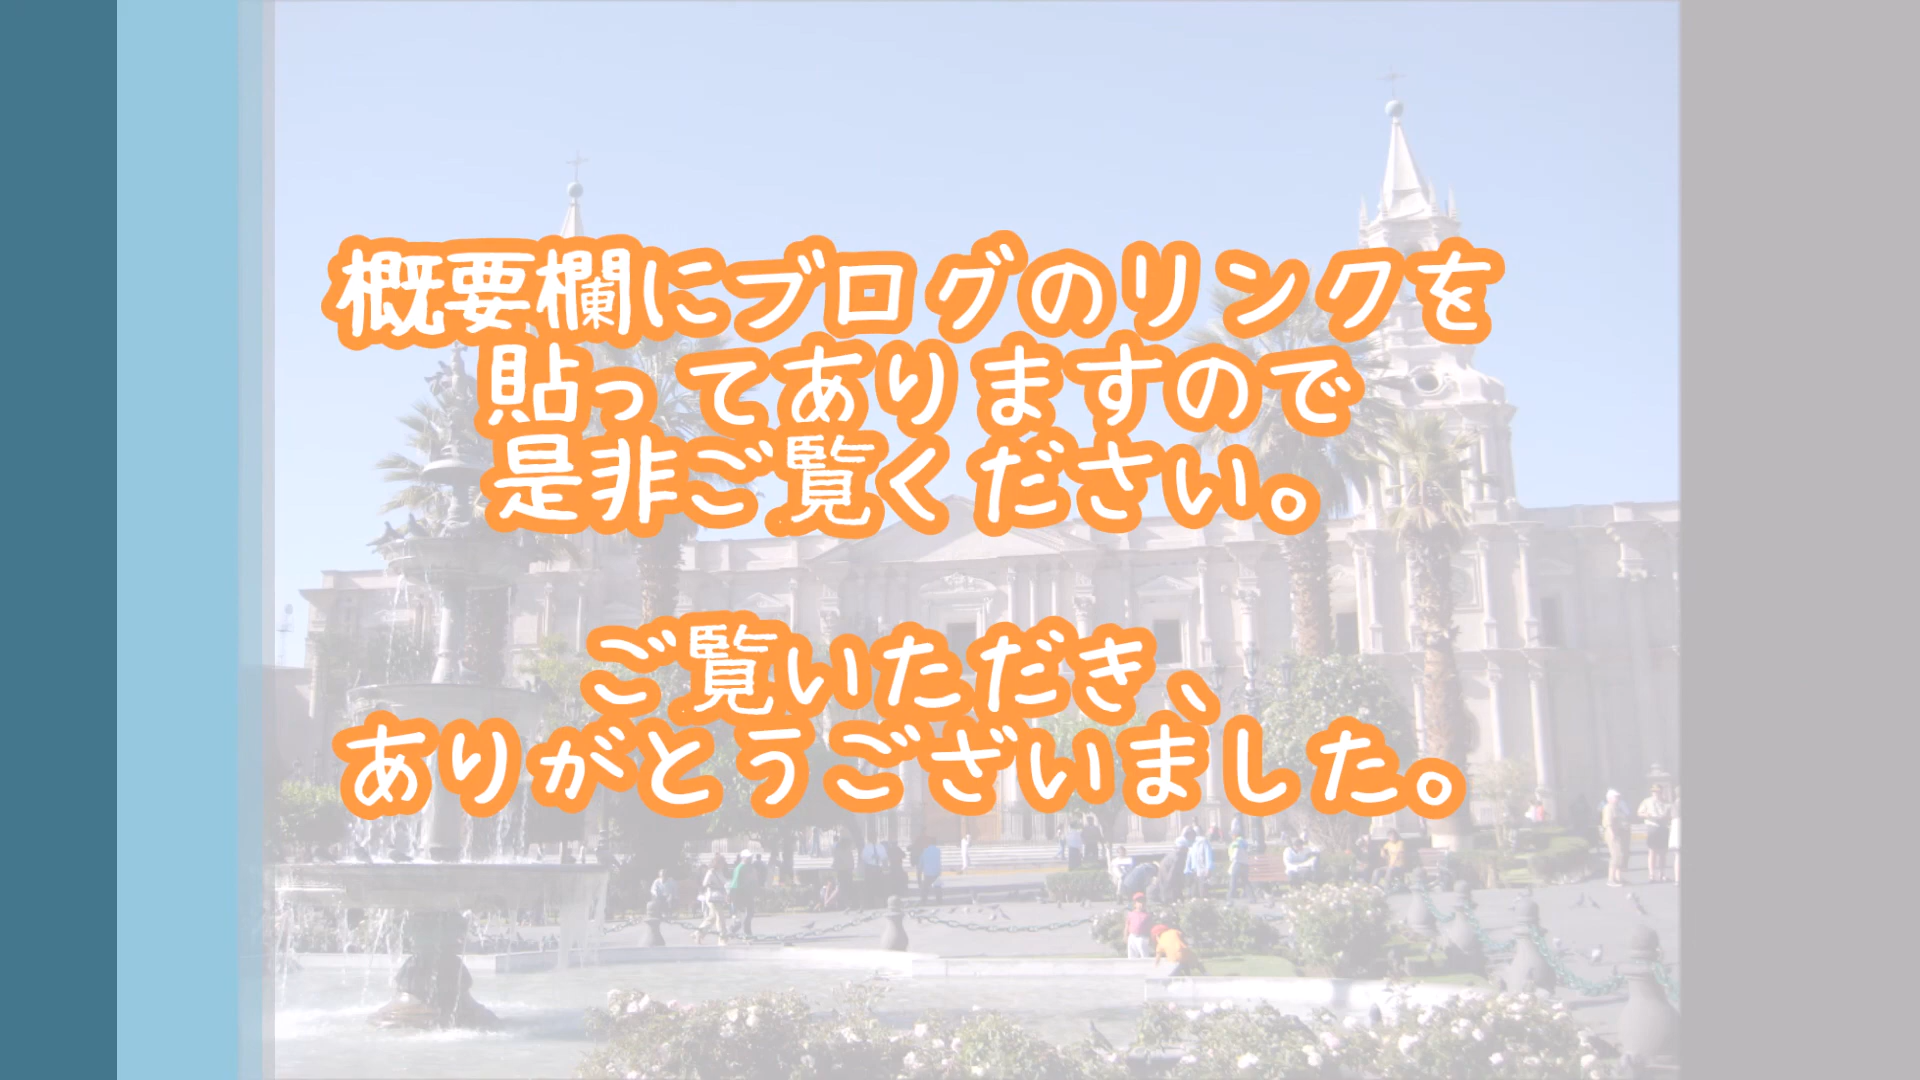 概要欄にブログのリンクを
貼ってありますので
是非ご覧ください。
ご覧いただき、
ありがとうございました。